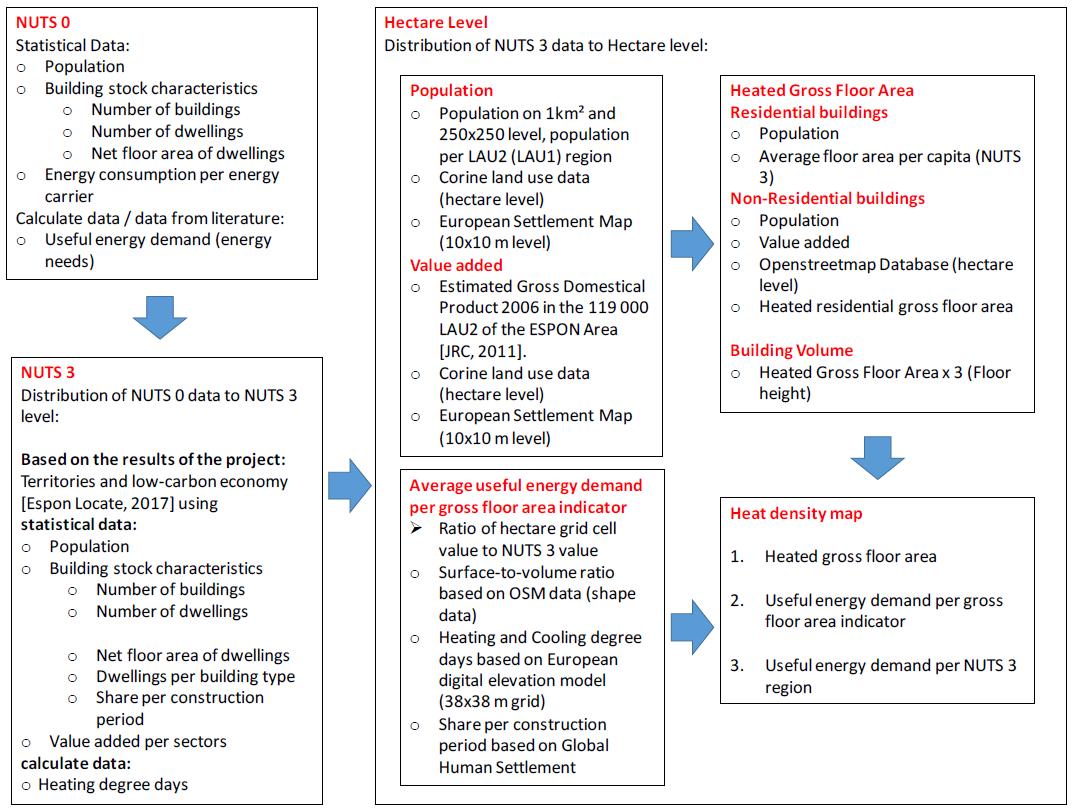 NUTS 0
Statistical Data:
o Population
o Building stock characteristics
o Number of buildings
o Number of dwellings
o Net floor area of dwellings
o Energy consumption per energy
carrier
Calculate data / data from literature:
o Useful energy demand (energy
needs)
NUTS 3
Distribution of NUTS 0 data to NUTS 3
level:
Based on the results of the project:
Territories and low-carbon economy
[Espon Locate, 2017] using
statistical data:
o Population
o Building stock characteristics
o Number of buildings
o Number of dwellings
o Net floor area of dwellings
o Dwellings per building type
o Share per construction
period
o Value added per sectors
calculate data:
o Heating degree days
Hectare Level
Distribution of NUTS 3 data to Hectare level:
Population
o Population on 1km² and
250x250 level, population
per LAU2 (LAU1) region
o Corine land use data
(hectare level)
o European Settlement Map
(10x10 m level)
Value added
o Estimated Gross Domestical
Product 2006 in the 119 000
LAU2 of the ESPON Area
[JRC, 2011].
o Corine land use data
(hectare level)
o European Settlement Map
(10x10 m level)
Average useful energy demand
per gross floor area indicator
➢ Ratio of hectare grid cell
value to NUTS 3 value
o Surface-to-volume ratio
based on OSM data (shape
data)
o Heating and Cooling degree
days based on European
digital elevation model
(38x38 m grid)
o Share per construction
period based on Global
Human Settlement
Heated Gross Floor Area
Residential buildings
o Population
o Average floor area per capita (NUTS
3)
Non-Residential buildings
o Population
o Value added
o Openstreetmap Database (hectare
level)
o Heated residential gross floor area
Building Volume
o Heated Gross Floor Area x 3 (Floor
height)
Heat density map
1. Heated gross floor area
2. Useful energy demand per gross
floor area indicator
3. Useful energy demand per NUTS 3
region